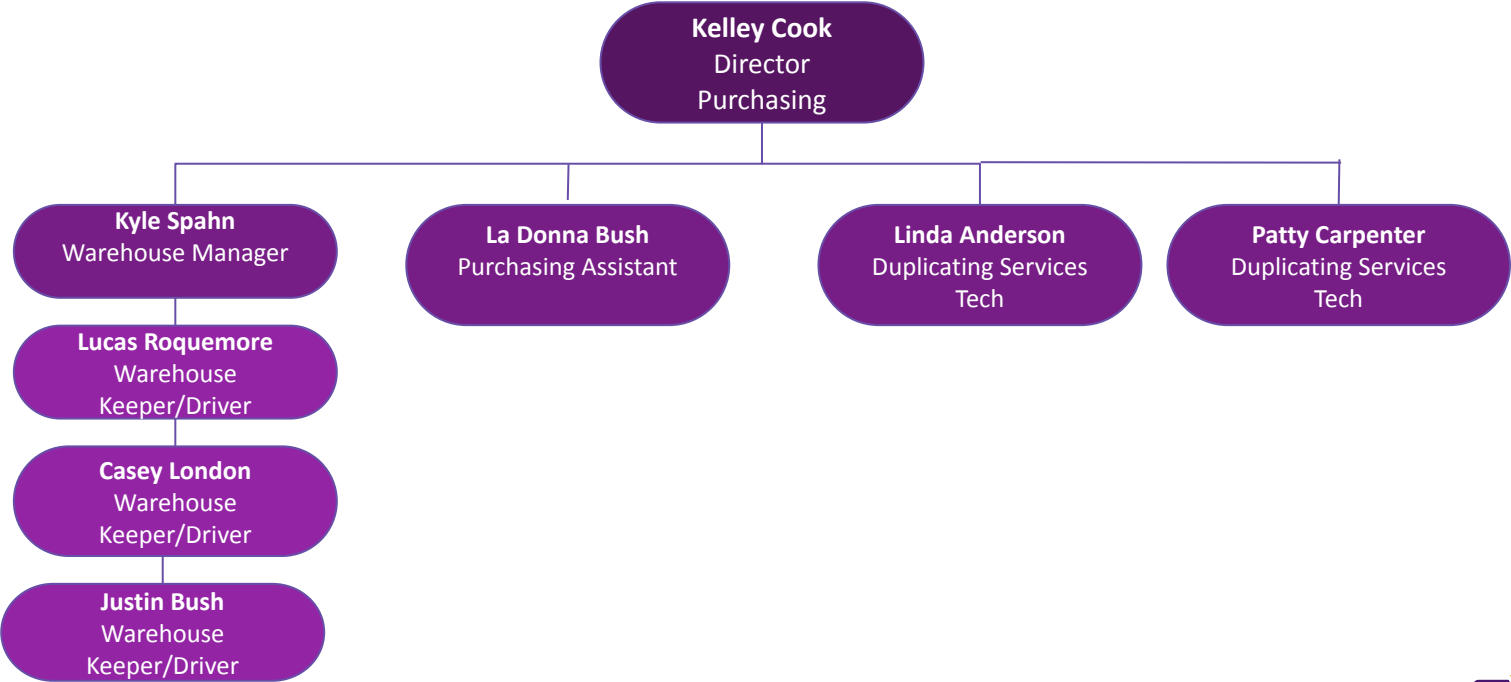 Kelley Cook
Director
Purchasing
Kyle Spahn
Warehouse Manager
La Donna Bush
Purchasing Assistant
Linda Anderson
Duplicating Services
Tech
Patty Carpenter
Duplicating Services
Tech
Lucas Roquemore
Warehouse
Keeper/Driver
Casey London
Warehouse
Keeper/Driver
Justin Bush
Warehouse
Keeper/Driver